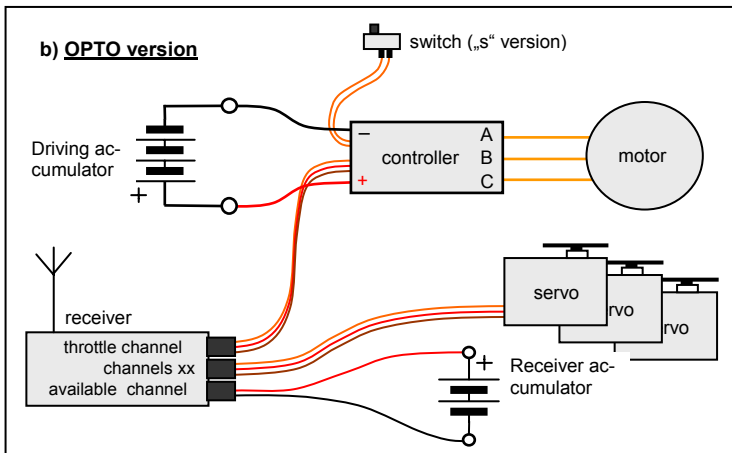 b) OPTO version
switch („s“ version)
Driving ac-
cumulator
+
−
+
controller
A
B
C
motor
receiver
throttle channel
channels xx
available channel
servo
rvo
rvo
+
Receiver ac-
cumulator